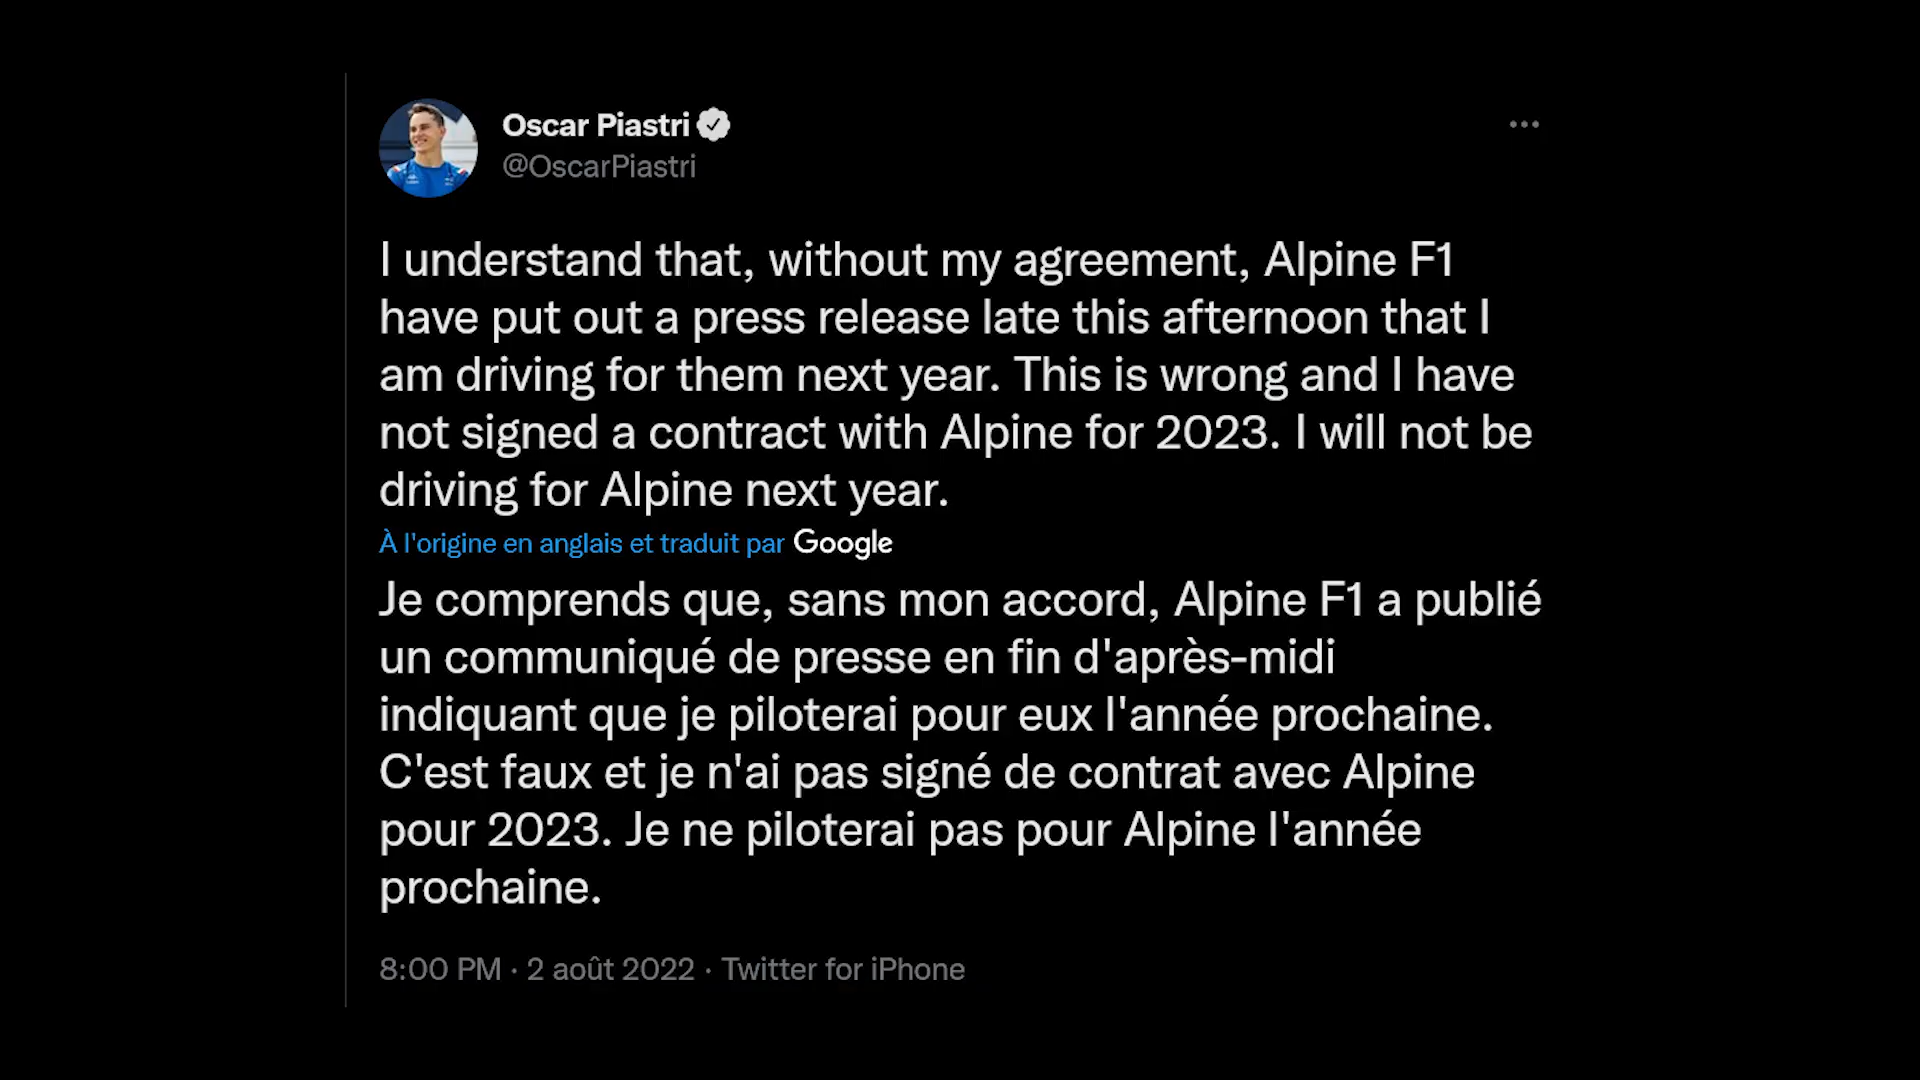 Oscar Piastri
@OscarPiastri
I understand that, without my agreement, Alpine F1
have put out a press release late this afternoon that I
am driving for them next year. This is wrong and I have
not signed a contract with Alpine for 2023. I will not be
driving for Alpine next year.
À l'origine en anglais et traduit par Google
Je comprends que, sans mon accord, Alpine F1 a publié
un communiqué de presse en fin d'après-midi
indiquant que je piloterai pour eux l'année prochaine.
C'est faux et je n'ai pas signé de contrat avec Alpine
pour 2023. Je ne piloterai pas pour Alpine l'année
prochaine.
8:00 PM · 2 août 2022 · Twitter for iPhone